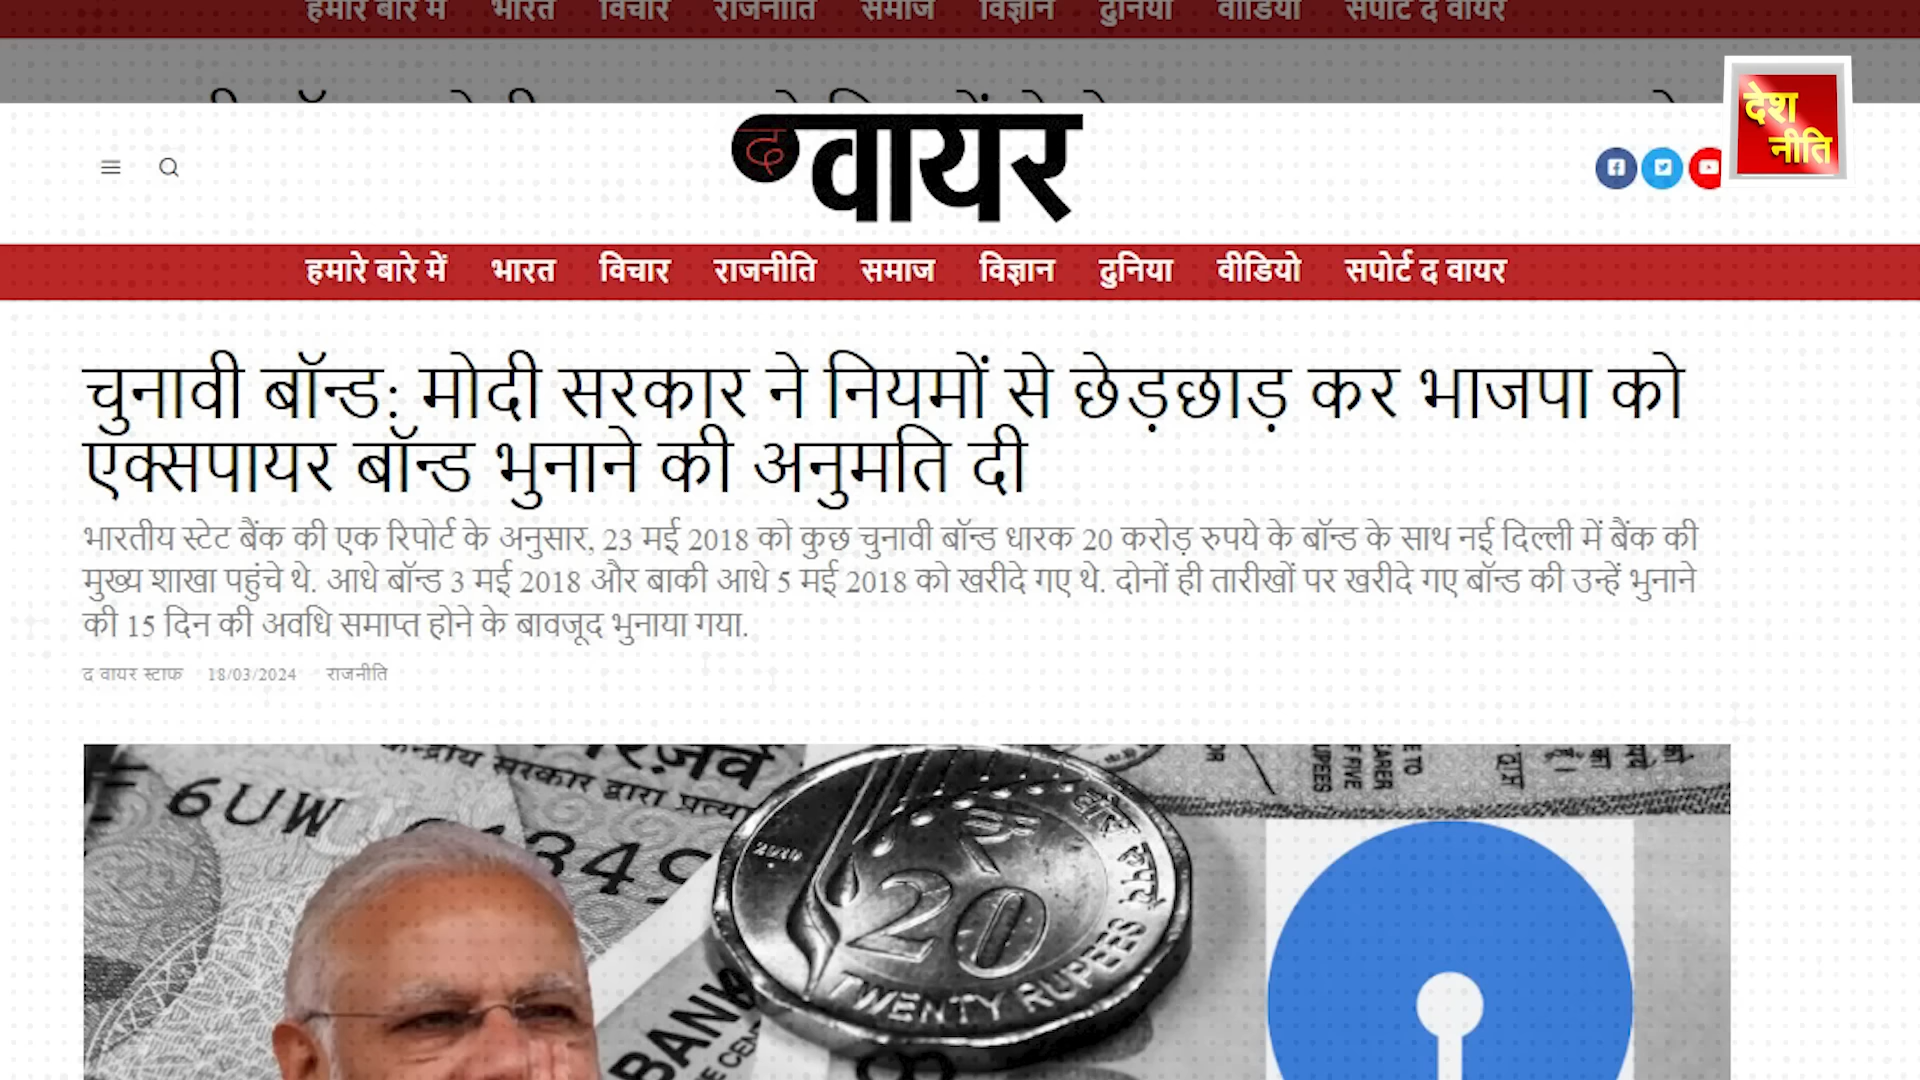 हमारे बारे में भारत विचार राजनीति समाज विज्ञान दुनिया वीडियो सपोर्ट द वायर
देश
नीति
द वायर
हमारे बारे में भारत विचार राजनीति समाज विज्ञान दुनिया वीडियो सपोर्ट द वायर
चुनावी बॉन्ड: मोदी सरकार ने नियमों से छेड़छाड़ कर भाजपा को
एक्सपायर बॉन्ड भुनाने की अनुमति दी
भारतीय स्टेट बैंक की एक रिपोर्ट के अनुसार, 23 मई 2018 को कुछ चुनावी बॉन्ड धारक 20 करोड़ रुपये के बॉन्ड के साथ नई दिल्ली में बैंक की
मुख्य शाखा पहुंचे थे. आधे बॉन्ड 3 मई 2018 और बाकी आधे 5 मई 2018 को खरीदे गए थे. दोनों ही तारीखों पर खरीदे गए बॉन्ड की उन्हें भुनाने
की 15 दिन की अवधि समाप्त होने के बावजूद भुनाया गया.
द वायर स्टाफ 18/03/2024 राजनीति
सरकार द्वारा
6UW
20
TWENTY RUPEES
BANK